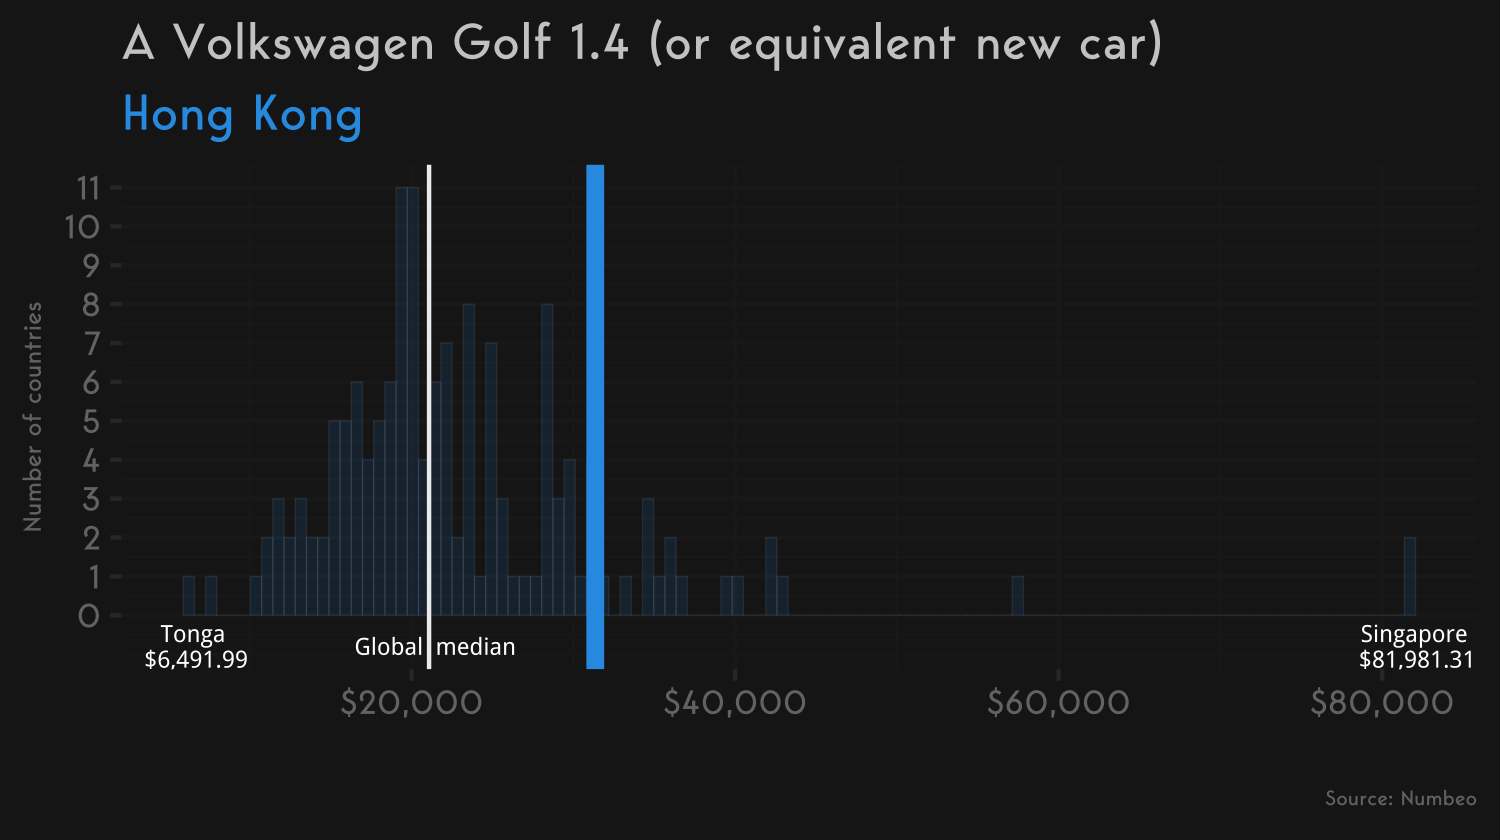 A Volkswagen Golf 1.4 (or equivalent new car)
Hong Kong
Number of countries
11
10
9
8
7
6
5
4
3
2
1
0
Tonga
$6,491.99
Global median
Singapore
$81,981.31
$20,000 $40,000 $60,000 $80,000
Source: Numbeo